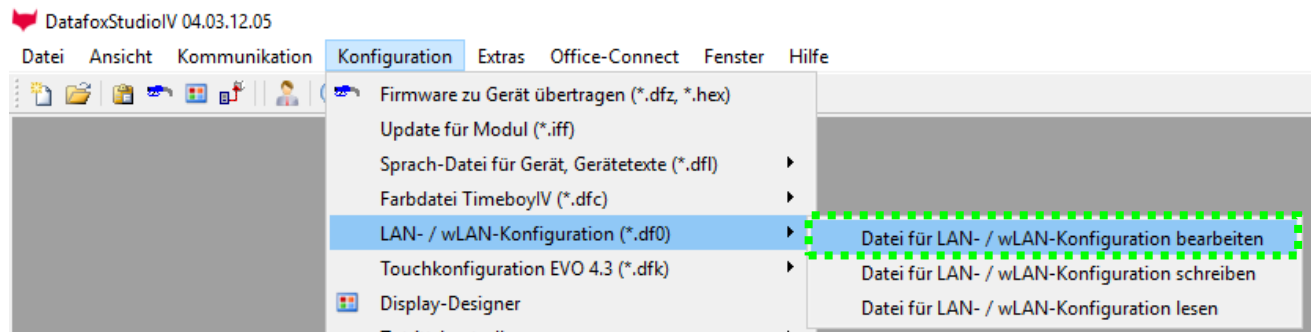 DatafoxStudioIV 04.03.12.05
Datei Ansicht Kommunikation Konfiguration Extras Office-Connect Fenster Hilfe
Firmware zu Gerät übertragen (*.dfz, *.hex)
Update für Modul (*.iff)
Sprach-Datei für Gerät, Gerätetexte (*.dfl)
Farbdatei TimeboyIV (*.dfc)
LAN- / wLAN-Konfiguration (*.df0)
Datei für LAN- / wLAN-Konfiguration bearbeiten
Touchkonfiguration EVO 4.3 (*.dfk)
Datei für LAN- / wLAN-Konfiguration schreiben
Display-Designer
Datei für LAN- / wLAN-Konfiguration lesen